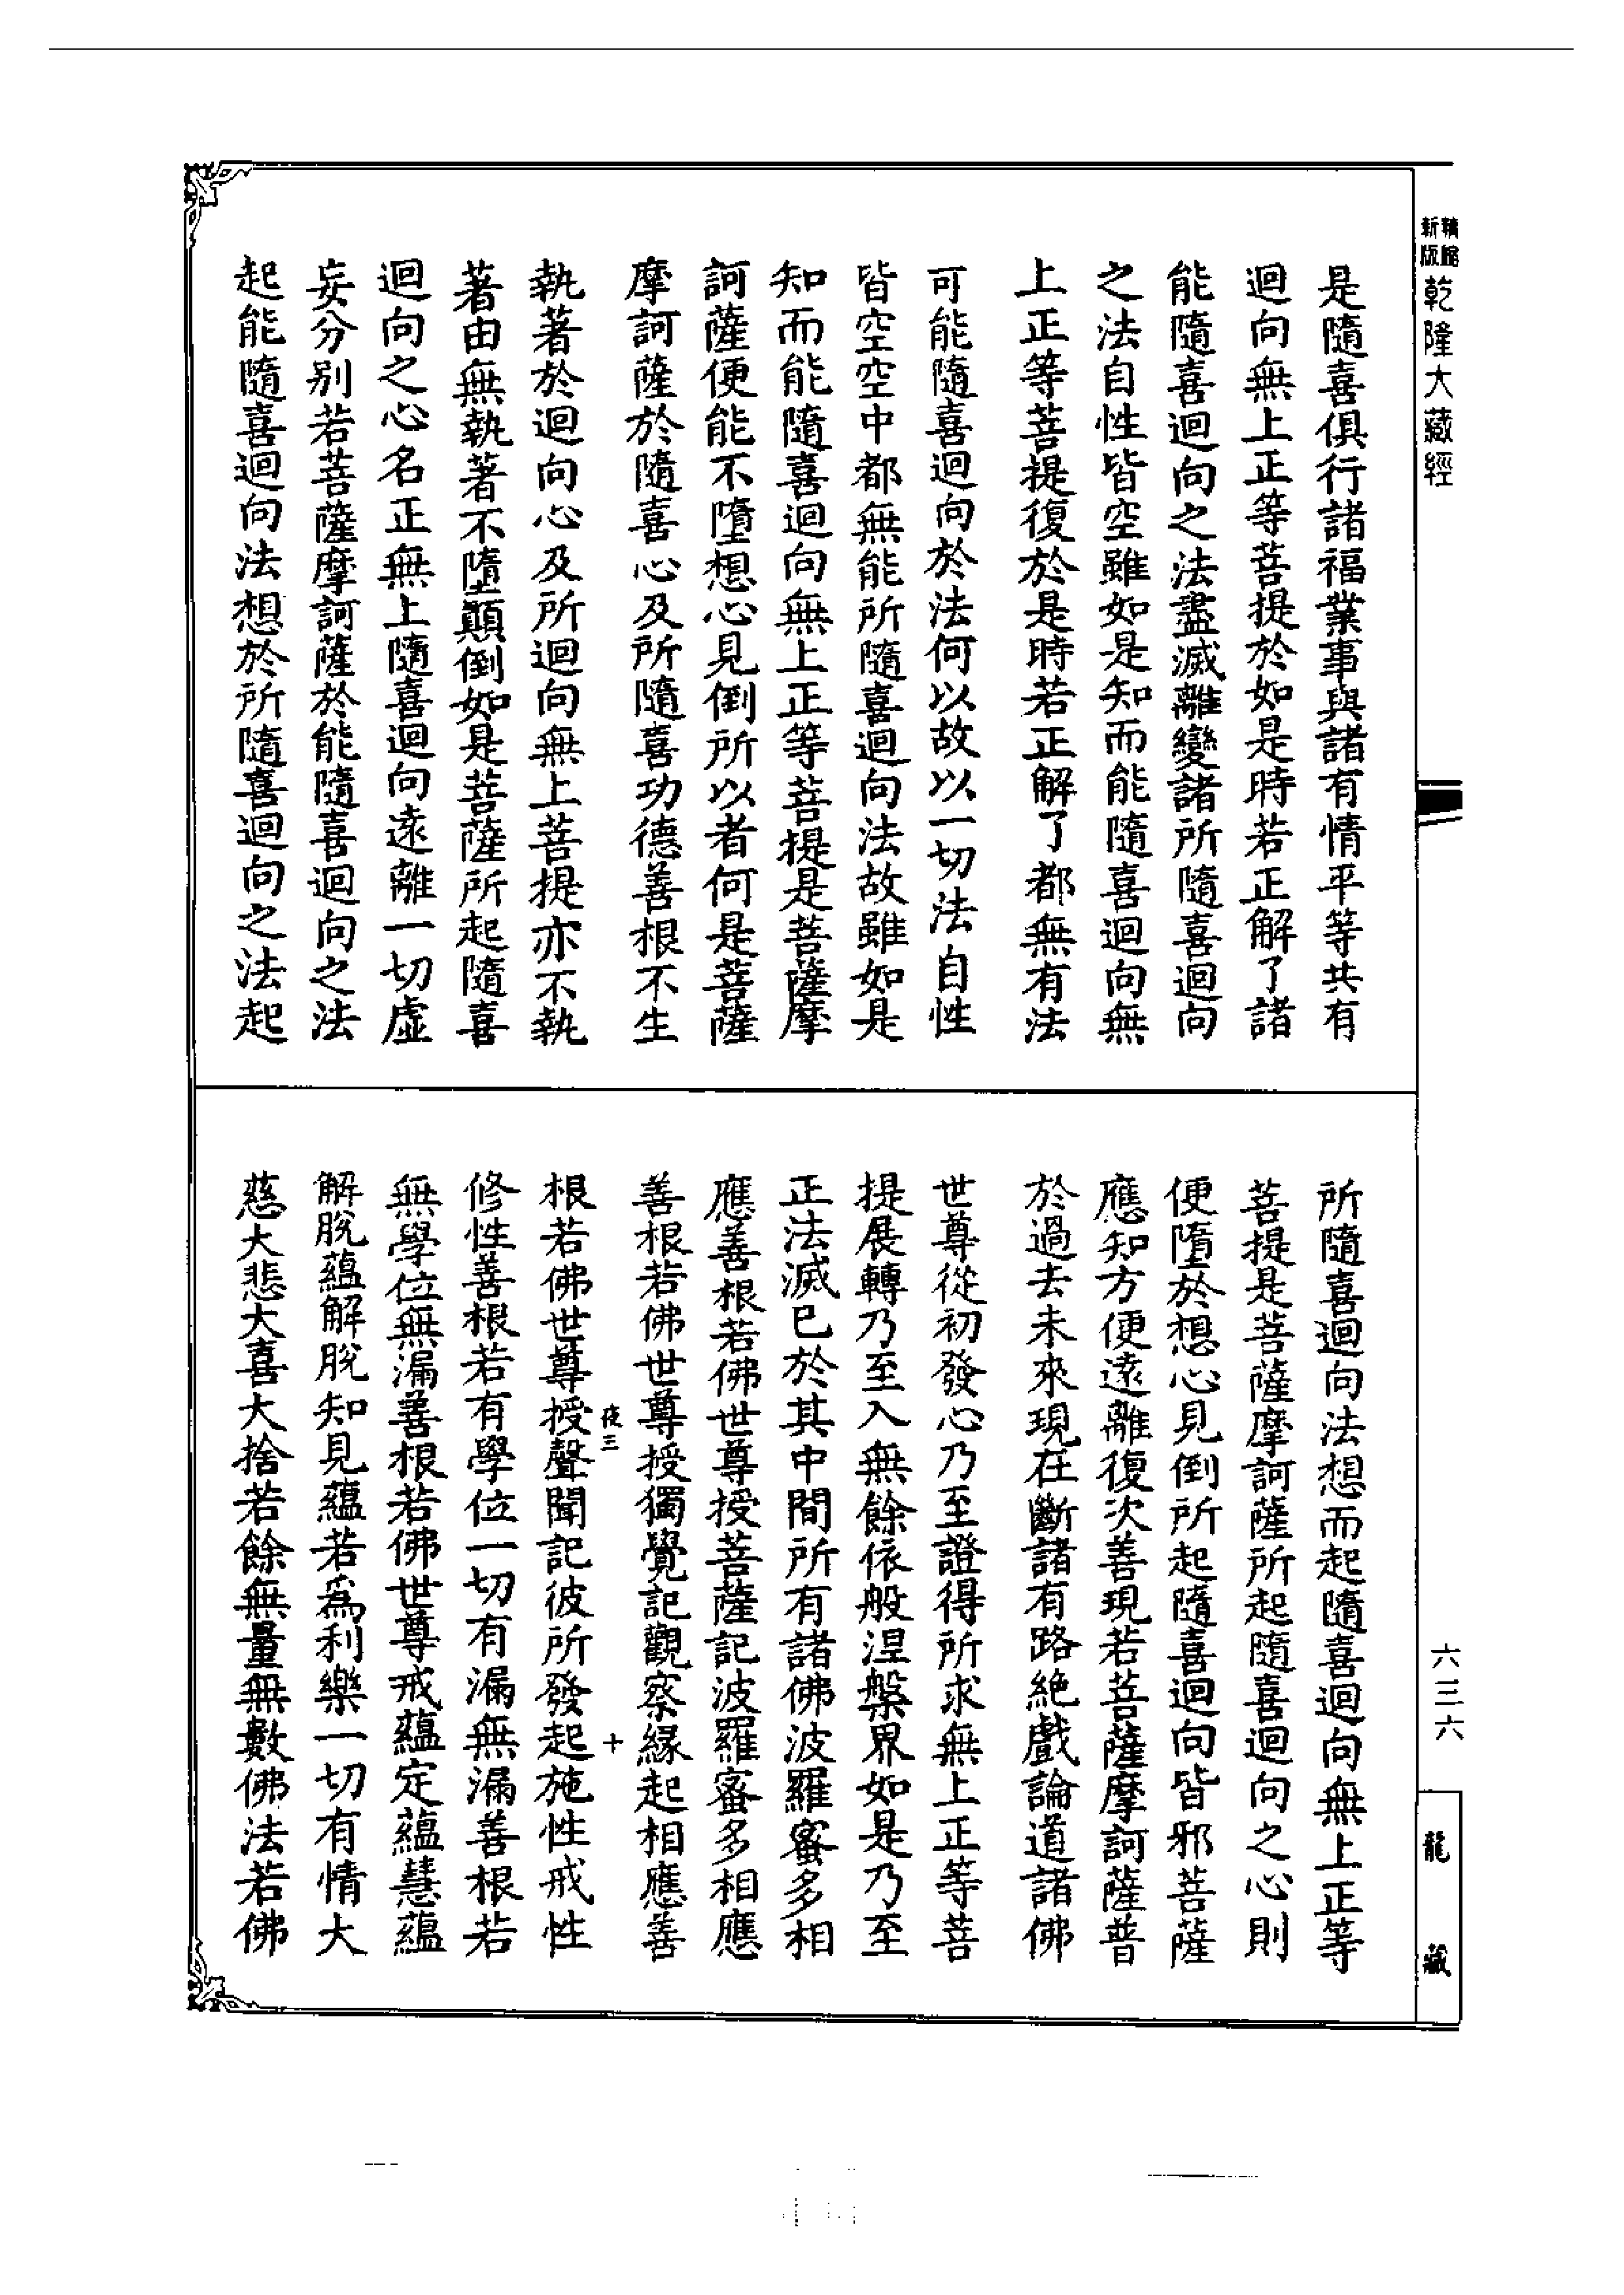 新版
乾隆大藏經
是隨喜俱行諸福業事與諸有情平等共有
迴向無上正等菩提於如是時若正解了諸
能隨喜迴向之法盡滅離變諸所隨喜迴向
之法自性皆空雖如是知而能隨喜迴向無
上正等菩提復於是時若正解了都無有法
可能隨喜迴向於法何以故以一切法自性
皆空空中都無能所隨喜迴向法故雖如是
知而能隨喜迴向無上正等菩提是菩薩摩
訶薩便能不墮想心見倒所以者何是菩薩
摩訶薩於隨喜心及所隨喜功德善根不生
執著於迴向心及所迴向無上菩提亦不執
著由無執著不墮顛倒如是菩薩所起隨喜
迴向之心名正無上隨喜迴向遠離一切虛
妄分别若菩薩摩訶薩於能隨喜迴向之法
起能隨喜迴向法想於所隨喜迴向之法起
所隨喜迴向法想而起隨喜迴向無上正等
菩提是菩薩摩訶薩所起隨喜迴向之心則
便墮於想心見倒所起隨喜迴向皆邪菩薩
應知方便遠離復次善現若菩薩摩訶薩普
於過去未來現在斷諸有路絕戲論道諸佛
世尊從初發心乃至證得所求無上正等菩
提展轉乃至入無餘依般涅槃界如是乃至
正法滅已於其中間所有諸佛波羅蜜多相
應善根若佛世尊授菩薩記波羅蜜多相應
善根若佛世尊授獨覺記觀察緣起相應善
夜三
十
根若佛世尊授聲聞記彼所發起施性戒性
修性善根若有學位一切有漏無漏善根若
無學位無漏善根若佛世尊戒蘊定蘊慧蘊
解脫蘊解脫知見蘊若為利樂一切有情大
慈大悲大喜大捨若餘無量無數佛法若佛
六三六
龍藏